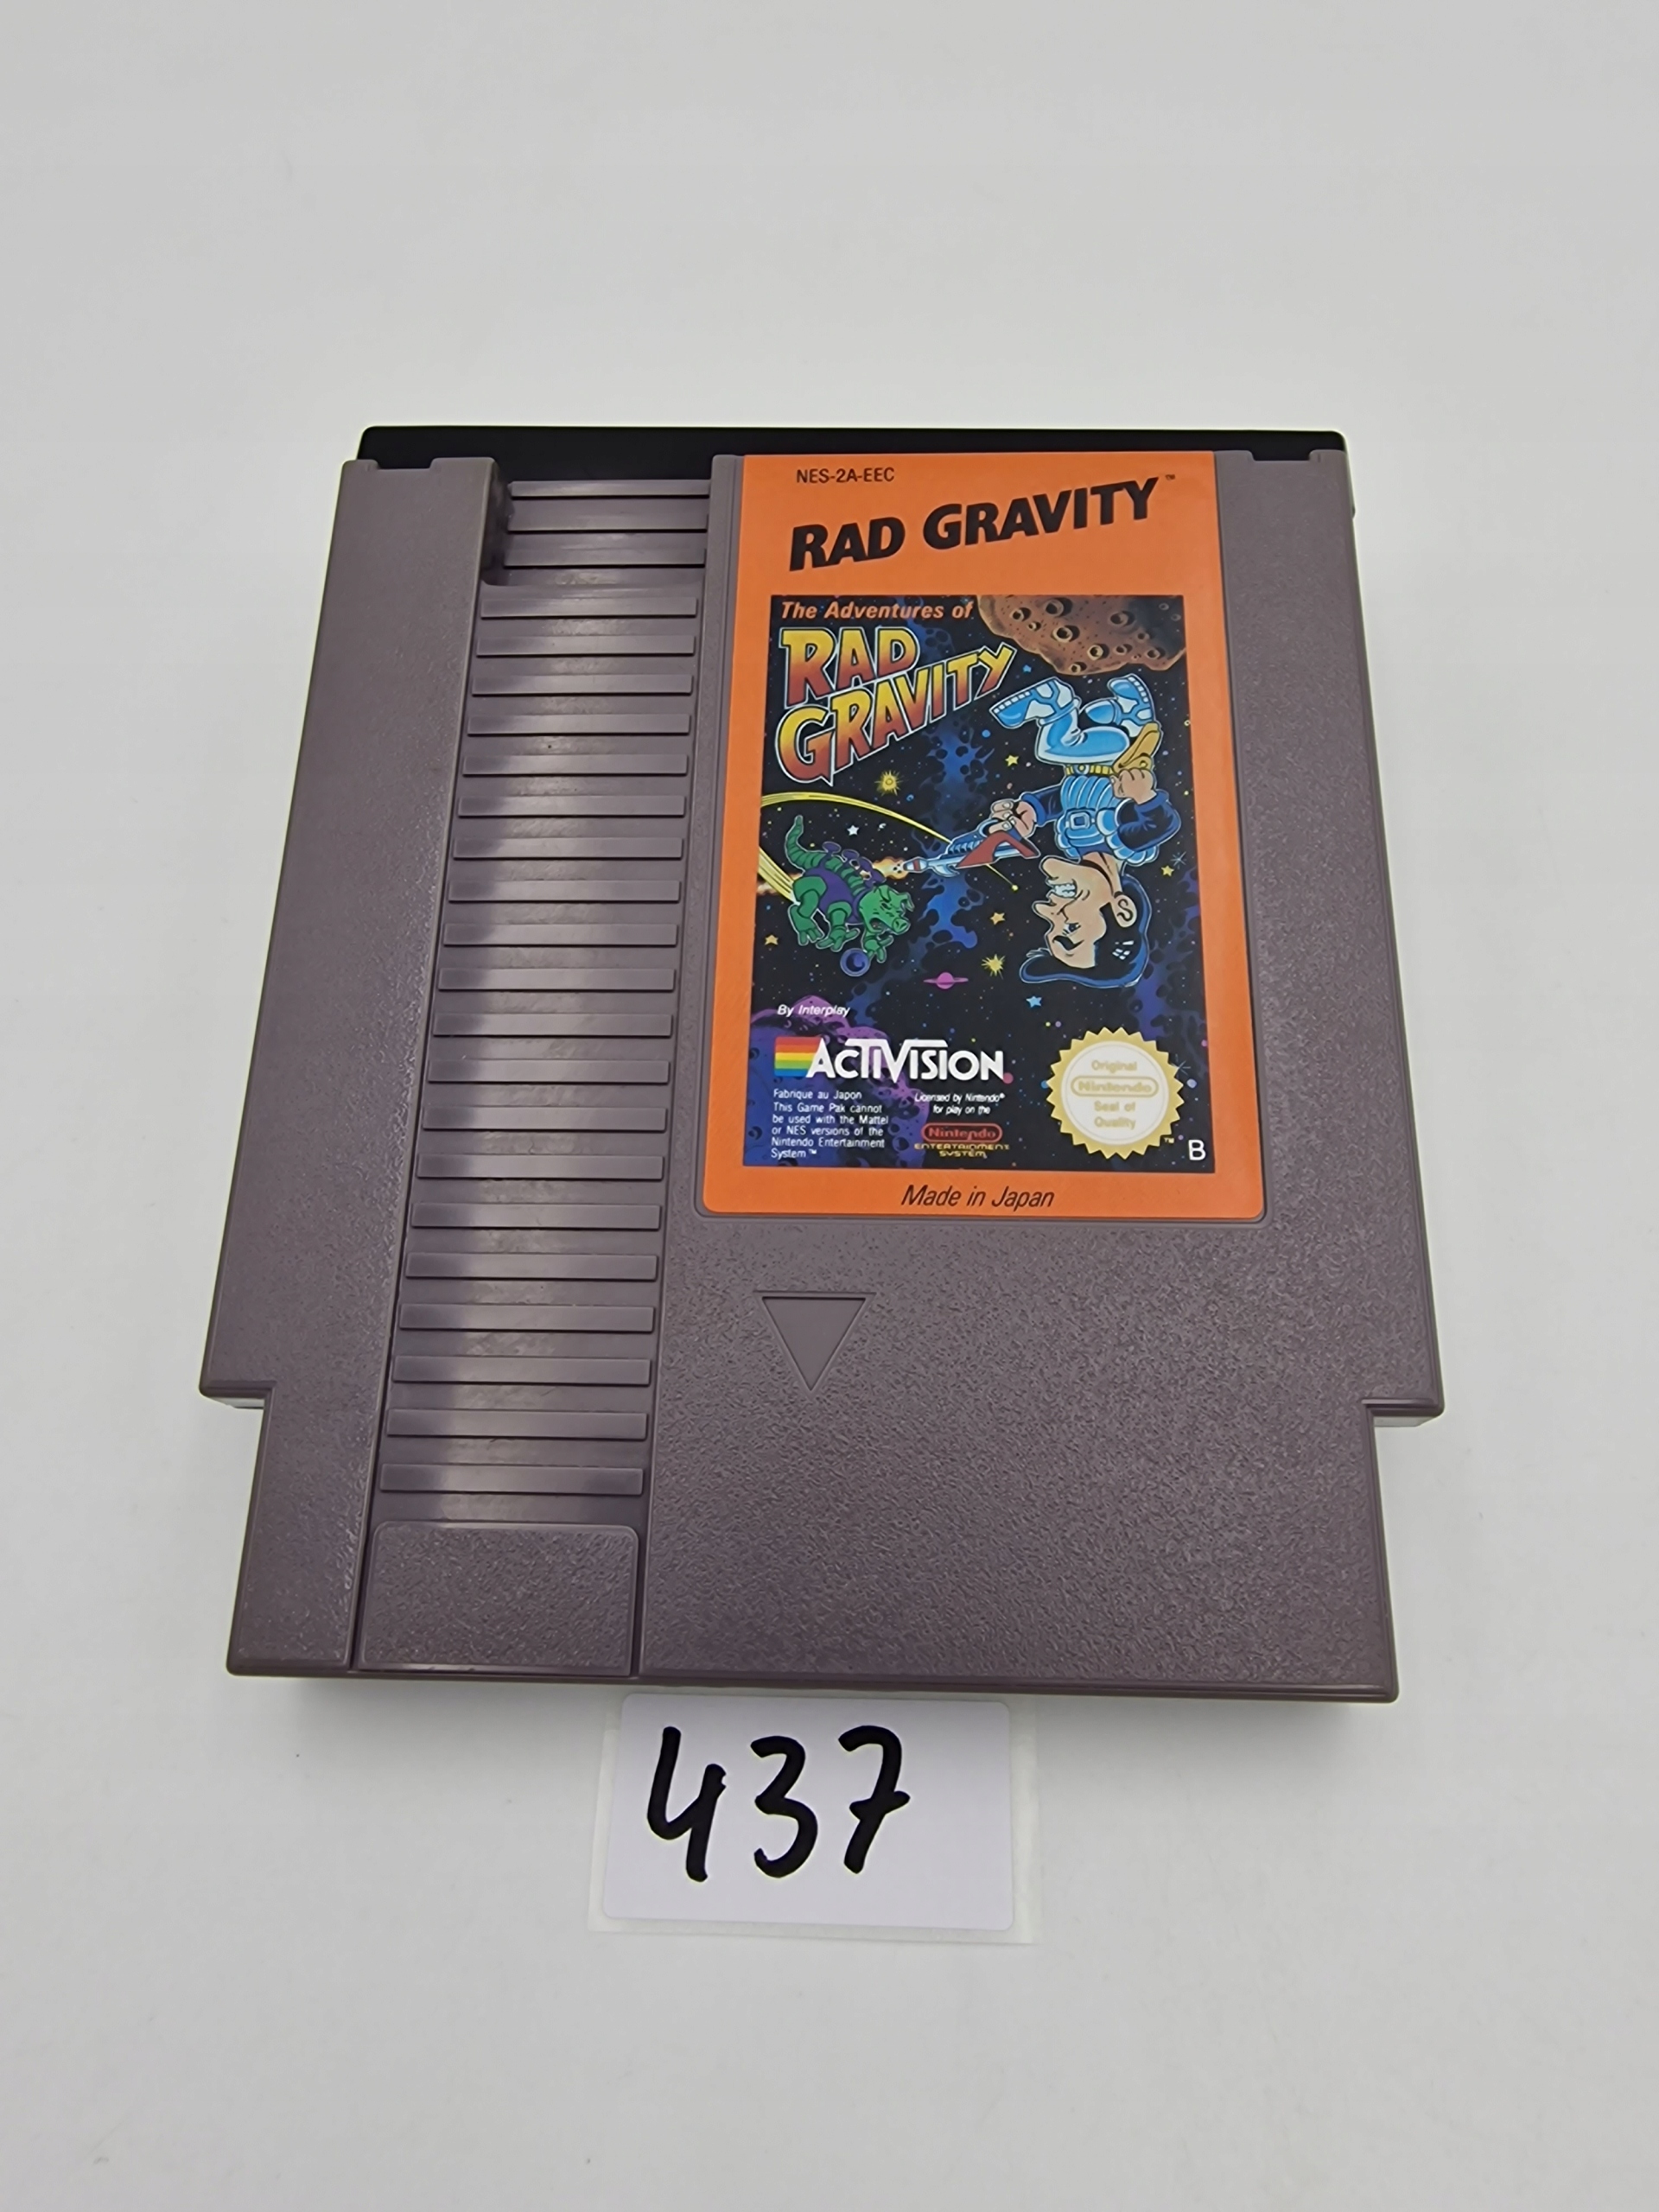 NES-2A-EEC
RAD GRAVITY™
The Adventures of
RAD
GRAVITY
By Interplay
ACTIVISION
Fabrique au Japon
This Game Pak cannot
be used with the Mattel
or NES versions of the
Nintendo Entertainment
System™
Licensed by Nintendo®
for play on the
Nintendo
ENTERTAINMENT
SYSTEM
Original
Nintendo
Seal of
Quality
™
B
Made in Japan
437